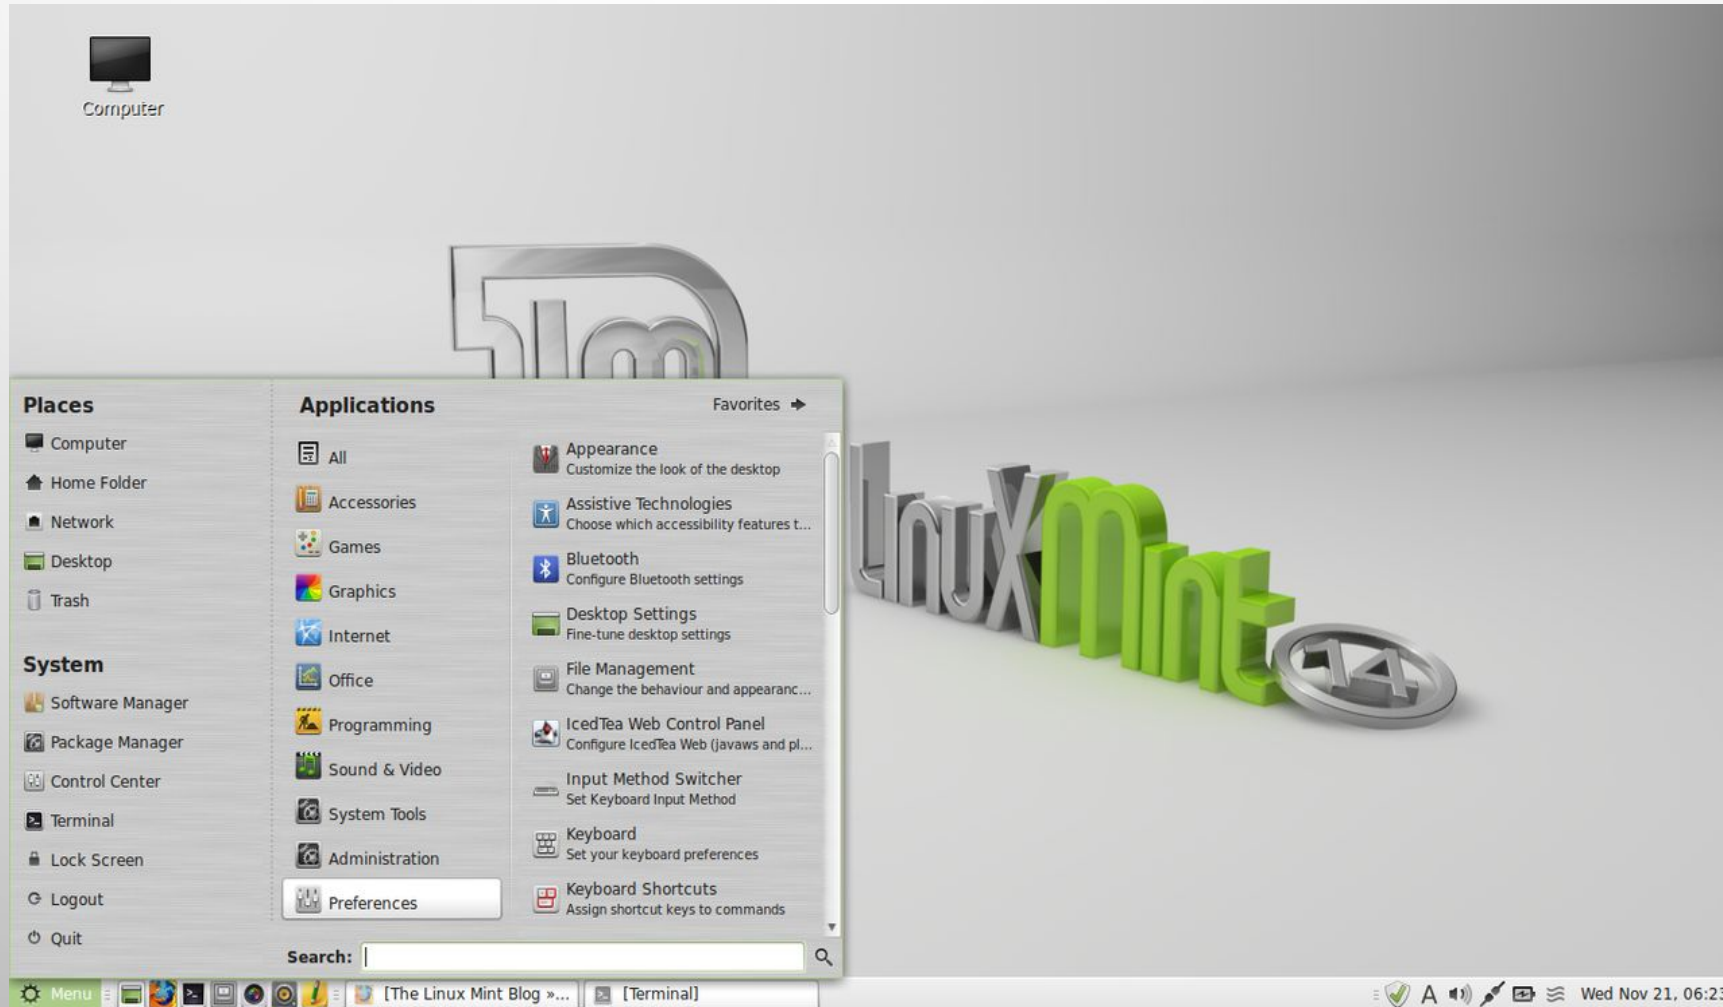 Computer
Places
Computer
Home Folder
Network
Desktop
Trash
System
Software Manager
Package Manager
Control Center
Terminal
Lock Screen
Logout
Quit
Applications
Favorites
All
Accessories
Games
Graphics
Internet
Office
Programming
Sound & Video
System Tools
Administration
Preferences
Appearance
Customize the look of the desktop
Assistive Technologies
Choose which accessibility features t...
Bluetooth
Configure Bluetooth settings
Desktop Settings
Fine-tune desktop settings
File Management
Change the behaviour and appearanc...
IcedTea Web Control Panel
Configure IcedTea Web (javaws and pl...
Input Method Switcher
Set Keyboard Input Method
Keyboard
Set your keyboard preferences
Keyboard Shortcuts
Assign shortcut keys to commands
Search:
LinuxMint
14
Menu
[The Linux Mint Blog »...
[Terminal]
A
Wed Nov 21, 06:23